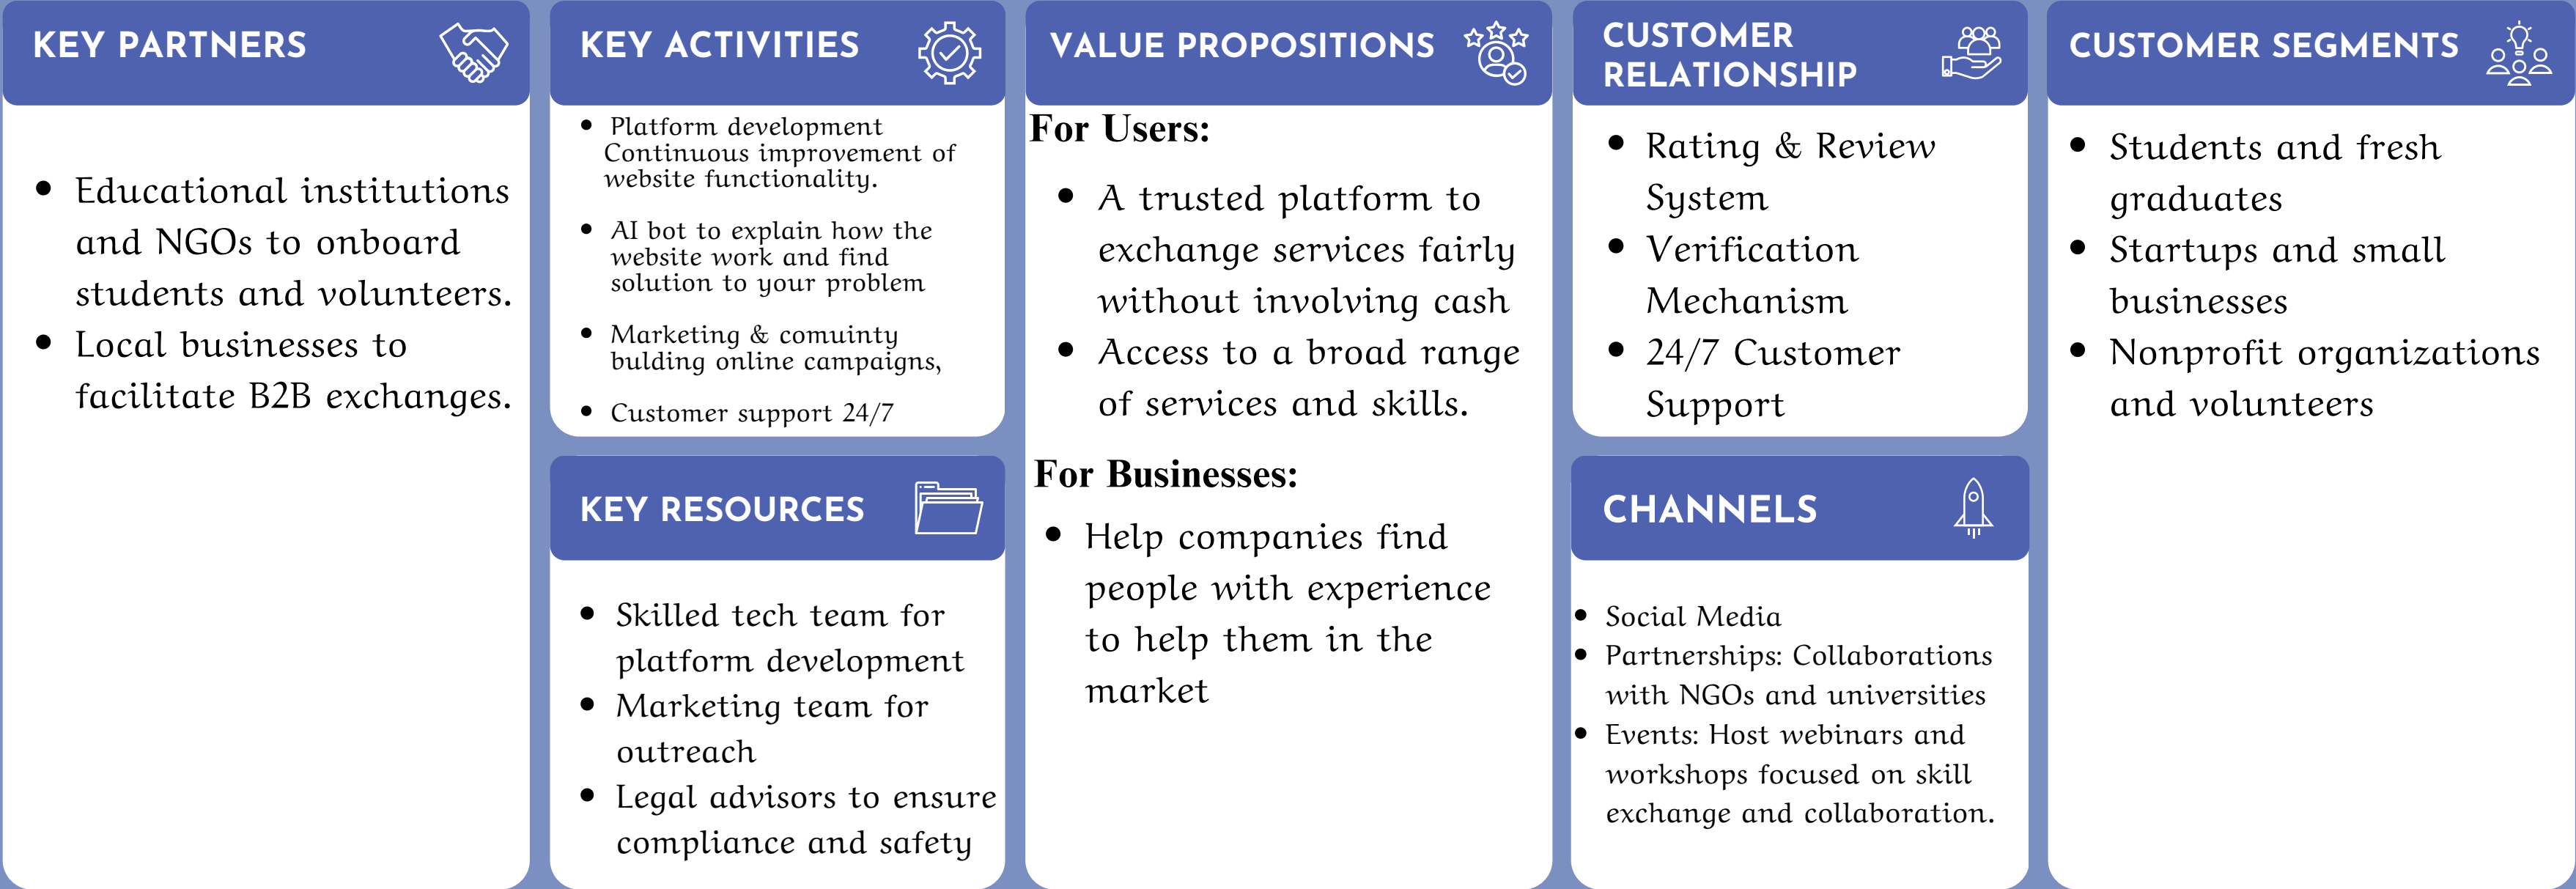 KEY PARTNERS
Educational institutions
and NGOs to onboard
students and volunteers.
Local businesses to
facilitate B2B exchanges.
KEY ACTIVITIES
Platform development
Continuous improvement of
website functionality.
AI bot to explain how the
website work and find
solution to your problem
Marketing & comuinty
bulding online campaigns,
Customer support 24/7
KEY RESOURCES
Skilled tech team for
platform development
Marketing team for
outreach
Legal advisors to ensure
compliance and safety
VALUE PROPOSITIONS
For Users:
A trusted platform to
exchange services fairly
without involving cash
Access to a broad range
of services and skills.
For Businesses:
Help companies find
people with experience
to help them in the
market
CUSTOMER
RELATIONSHIP
Rating & Review
System
Verification
Mechanism
24/7 Customer
Support
CHANNELS
Social Media
Partnerships: Collaborations
with NGOs and universities
Events: Host webinars and
workshops focused on skill
exchange and collaboration.
CUSTOMER SEGMENTS
Students and fresh
graduates
Startups and small
businesses
Nonprofit organizations
and volunteers